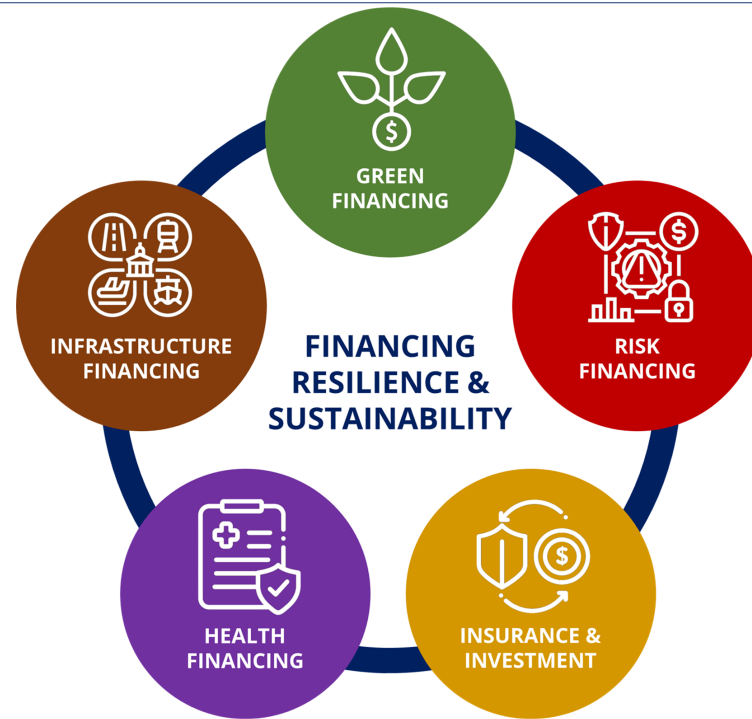 $
GREEN
FINANCING
$
RISK
FINANCING
INFRASTRUCTURE
FINANCING
FINANCING
RESILIENCE &
SUSTAINABILITY
$
INSURANCE &
INVESTMENT
HEALTH
FINANCING